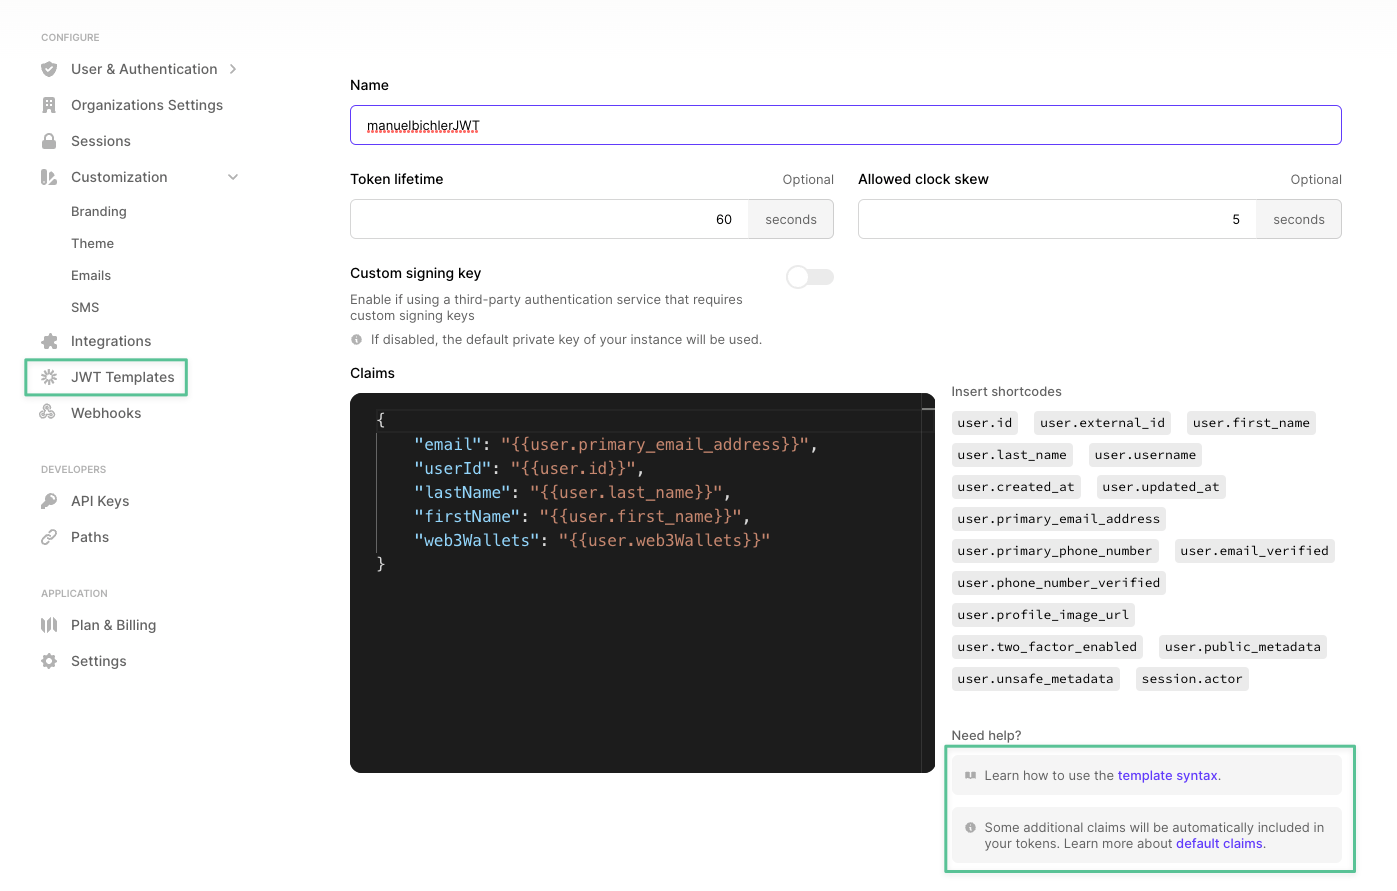 CONFIGURE
User & Authentication
Organizations Settings
Sessions
Customization
Branding
Theme
Emails
SMS
Integrations
JWT Templates
Webhooks
DEVELOPERS
API Keys
Paths
APPLICATION
Plan & Billing
Settings
Name
manuelbichlerJWT
Token lifetime Optional
60 seconds
Allowed clock skew Optional
5 seconds
Custom signing key
Enable if using a third-party authentication service that requires
custom signing keys
If disabled, the default private key of your instance will be used.
Claims
{
"email": "{{user.primary_email_address}}",
"userId": "{{user.id}}",
"lastName": "{{user.last_name}}",
"firstName": "{{user.first_name}}",
"web3Wallets": "{{user.web3Wallets}}"
}
Insert shortcodes
user.id user.external_id user.first_name
user.last_name user.username
user.created_at user.updated_at
user.primary_email_address
user.primary_phone_number user.email_verified
user.phone_number_verified
user.profile_image_url
user.two_factor_enabled user.public_metadata
user.unsafe_metadata session.actor
Need help?
Learn how to use the template syntax.
Some additional claims will be automatically included in
your tokens. Learn more about default claims.